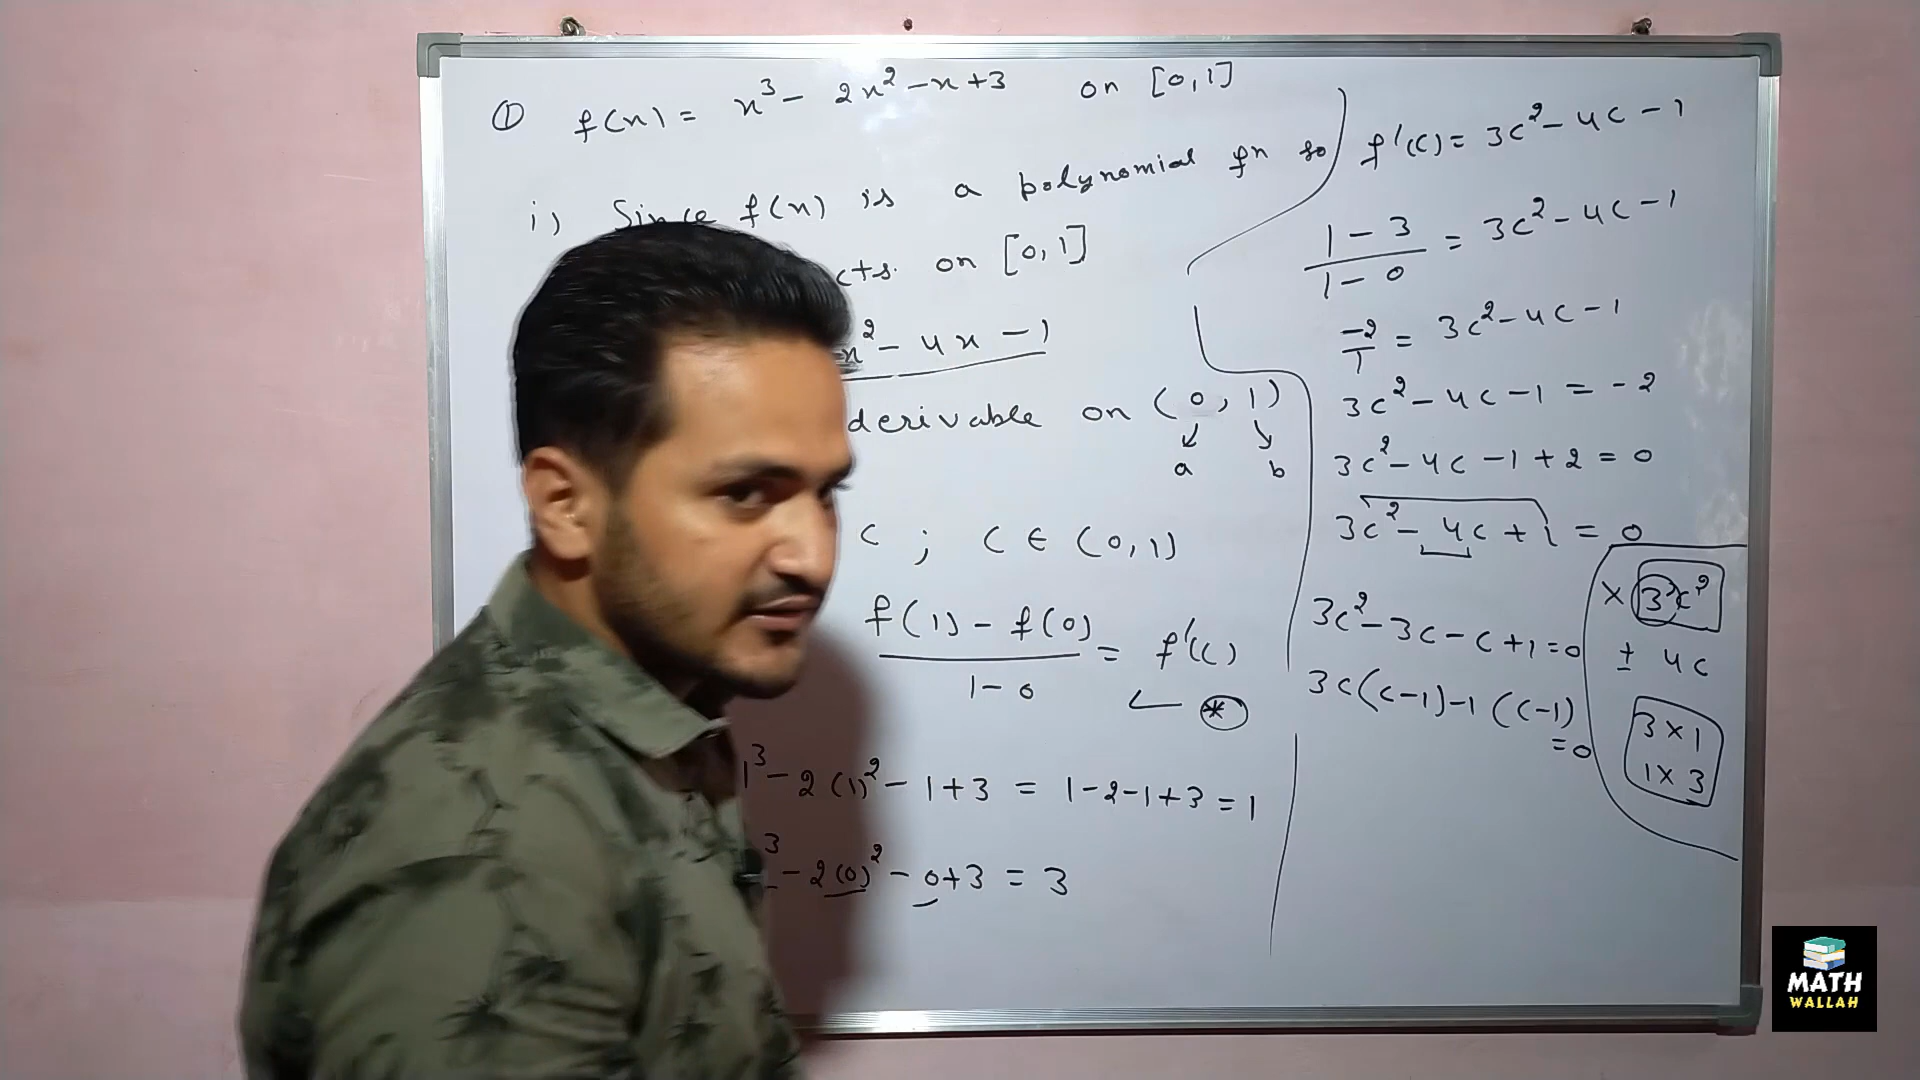 ① f(x) = x³ - 2x² - x + 3 on [0,1]
i) Since f(x) is a polynomial fn so
cts. on [0,1]
x² - 4x - 1
derivable on (0, 1)
a b
c ; c ∈ (0,1)
f(1) - f(0) / 1 - 0 = f'(c)
← ⊛
1³ - 2(1)² - 1 + 3 = 1 - 2 - 1 + 3 = 1
³ - 2(0)² - 0 + 3 = 3
f'(c) = 3c² - 4c - 1
1 - 3 / 1 - 0 = 3c² - 4c - 1
-2 / 1 = 3c² - 4c - 1
3c² - 4c - 1 = -2
3c² - 4c - 1 + 2 = 0
3c² - 4c + 1 = 0
3c² - 3c - c + 1 = 0
3c(c-1) - 1(c-1)
= 0
× 3c²
± 4c
3 × 1
1 × 3
MATH
WALLAH